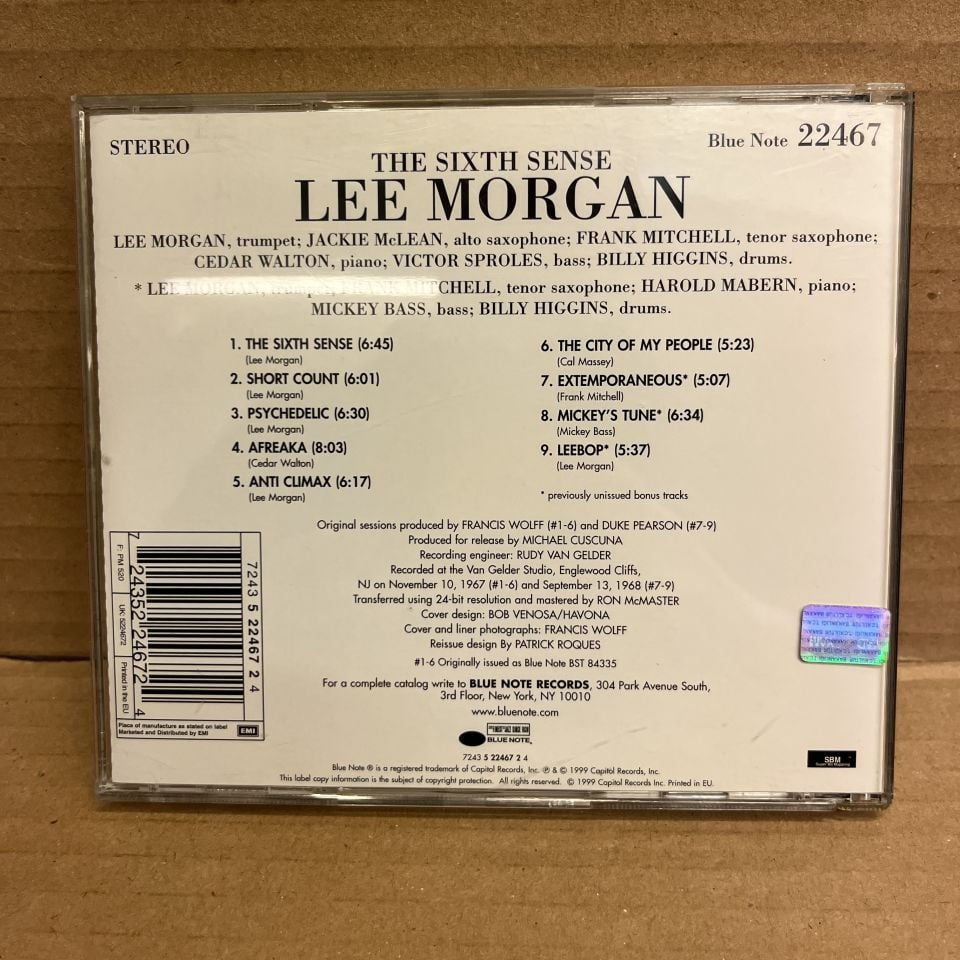 STEREO
Blue Note 22467
THE SIXTH SENSE
LEE MORGAN
LEE MORGAN, trumpet; JACKIE McLEAN, alto saxophone; FRANK MITCHELL, tenor saxophone;
CEDAR WALTON, piano; VICTOR SPROLES, bass; BILLY HIGGINS, drums.
* LEE MORGAN, trumpet; FRANK MITCHELL, tenor saxophone; HAROLD MABERN, piano;
MICKEY BASS, bass; BILLY HIGGINS, drums.
1. THE SIXTH SENSE (6:45)
(Lee Morgan)
2. SHORT COUNT (6:01)
(Lee Morgan)
3. PSYCHEDELIC (6:30)
(Lee Morgan)
4. AFREAKA (8:03)
(Cedar Walton)
5. ANTI CLIMAX (6:17)
(Lee Morgan)
6. THE CITY OF MY PEOPLE (5:23)
(Cal Massey)
7. EXTEMPORANEOUS* (5:07)
(Frank Mitchell)
8. MICKEY'S TUNE* (6:34)
(Mickey Bass)
9. LEEBOP* (5:37)
(Lee Morgan)
* previously unissued bonus tracks
Original sessions produced by FRANCIS WOLFF (#1-6) and DUKE PEARSON (#7-9)
Produced for release by MICHAEL CUSCUNA
Recording engineer: RUDY VAN GELDER
Recorded at the Van Gelder Studio, Englewood Cliffs,
NJ on November 10, 1967 (#1-6) and September 13, 1968 (#7-9)
Transferred using 24-bit resolution and mastered by RON McMASTER
Cover design: BOB VENOSA/HAVONA
Cover and liner photographs: FRANCIS WOLFF
Reissue design By PATRICK ROQUES
#1-6 Originally issued as Blue Note BST 84335
For a complete catalog write to BLUE NOTE RECORDS, 304 Park Avenue South,
3rd Floor, New York, NY 10010
www.bluenote.com
BLUE NOTE
7243 5 22467 2 4
Blue Note ® is a registered trademark of Capitol Records, Inc. ℗ & © 1999 Capitol Records, Inc.
This label copy information is the subject of copyright protection. All rights reserved. © 1999 Capitol Records Inc. Printed in EU.
F: PM 520
UK: 5224672
Printed in the EU
7 24352 24672 4
7243 5 22467 2 4
Place of manufacture as stated on label
Marketed and Distributed by EMI
EMI
SBM